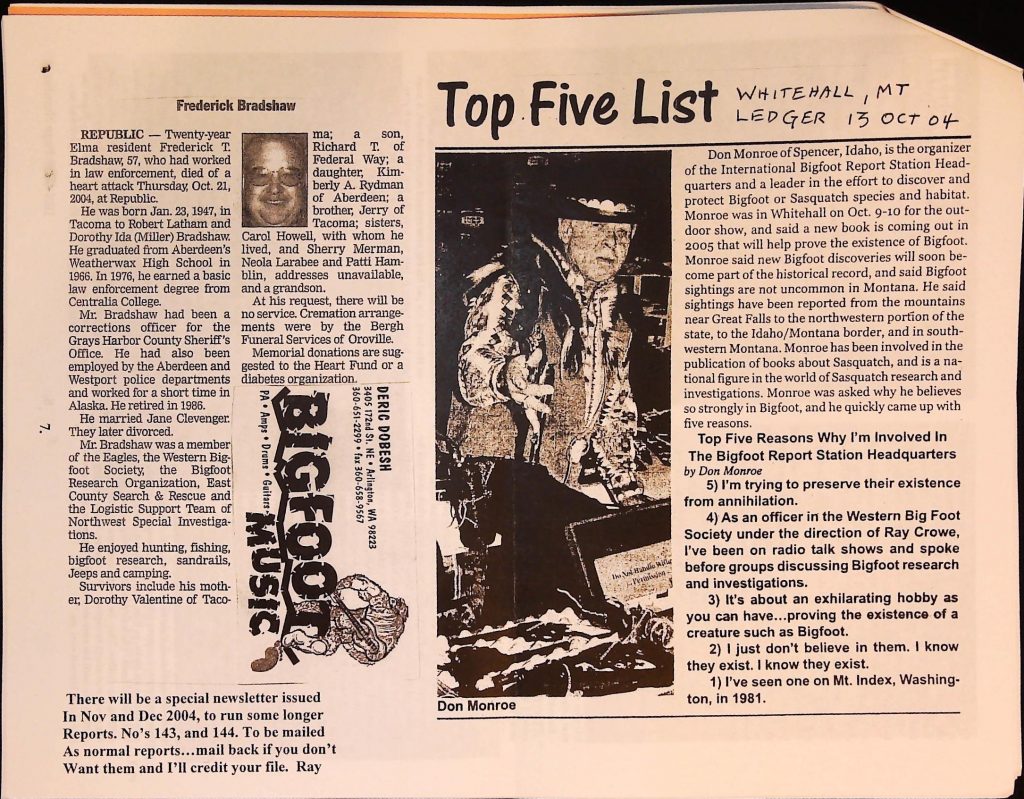 Frederick Bradshaw
REPUBLIC — Twenty-year
Elma resident Frederick T.
Bradshaw, 57, who had worked
in law enforcement, died of a
heart attack Thursday, Oct. 21,
2004, at Republic.
He was born Jan. 23, 1947, in
Tacoma to Robert Latham and
Dorothy Ida (Miller) Bradshaw.
He graduated from Aberdeen's
Weatherwax High School in
1966. In 1976, he earned a basic
law enforcement degree from
Centralia College.
Mr. Bradshaw had been a
corrections officer for the
Grays Harbor County Sheriff's
Office. He had also been
employed by the Aberdeen and
Westport police departments
and worked for a short time in
Alaska. He retired in 1986.
He married Jane Clevenger.
They later divorced.
Mr. Bradshaw was a member
of the Eagles, the Western Big-
foot Society, the Bigfoot
Research Organization, East
County Search & Rescue and
the Logistic Support Team of
Northwest Special Investiga-
tions.
He enjoyed hunting, fishing,
bigfoot research, sandrails,
Jeeps and camping.
Survivors include his moth-
er, Dorothy Valentine of Taco-
ma; a son,
Richard T. of
Federal Way; a
daughter, Kim-
berly A. Rydman
of Aberdeen; a
brother, Jerry of
Tacoma; sisters,
Carol Howell, with whom he
lived, and Sherry Merman,
Neola Larabee and Patti Ham-
blin, addresses unavailable,
and a grandson.
At his request, there will be
no service. Cremation arrange-
ments were by the Bergh
Funeral Services of Oroville.
Memorial donations are sug-
gested to the Heart Fund or a
diabetes organization.
DERIC DOBESH
3405 172nd St. NE • Arlington, WA 98223
360-651-2299 • fax 360-658-9567
BIGFOOT
MUSIC
PA • Amps • Drums • Guitars
7.
There will be a special newsletter issued
In Nov and Dec 2004, to run some longer
Reports. No's 143, and 144. To be mailed
As normal reports…mail back if you don't
Want them and I'll credit your file. Ray
Top Five List
WHITEHALL, MT
LEDGER 13 OCT 04
Don Monroe of Spencer, Idaho, is the organizer
of the International Bigfoot Report Station Head-
quarters and a leader in the effort to discover and
protect Bigfoot or Sasquatch species and habitat.
Monroe was in Whitehall on Oct. 9-10 for the out-
door show, and said a new book is coming out in
2005 that will help prove the existence of Bigfoot.
Monroe said new Bigfoot discoveries will soon be-
come part of the historical record, and said Bigfoot
sightings are not uncommon in Montana. He said
sightings have been reported from the mountains
near Great Falls to the northwestern portion of the
state, to the Idaho/Montana border, and in south-
western Montana. Monroe has been involved in the
publication of books about Sasquatch, and is a na-
tional figure in the world of Sasquatch research and
investigations. Monroe was asked why he believes
so strongly in Bigfoot, and he quickly came up with
five reasons.
Top Five Reasons Why I'm Involved In
The Bigfoot Report Station Headquarters
by Don Monroe
5) I'm trying to preserve their existence
from annihilation.
4) As an officer in the Western Big Foot
Society under the direction of Ray Crowe,
I've been on radio talk shows and spoke
before groups discussing Bigfoot research
and investigations.
3) It's about an exhilarating hobby as
you can have…proving the existence of a
creature such as Bigfoot.
2) I just don't believe in them. I know
they exist. I know they exist.
1) I've seen one on Mt. Index, Washing-
ton, in 1981.
Do Not Handle
Permission
Don Monroe